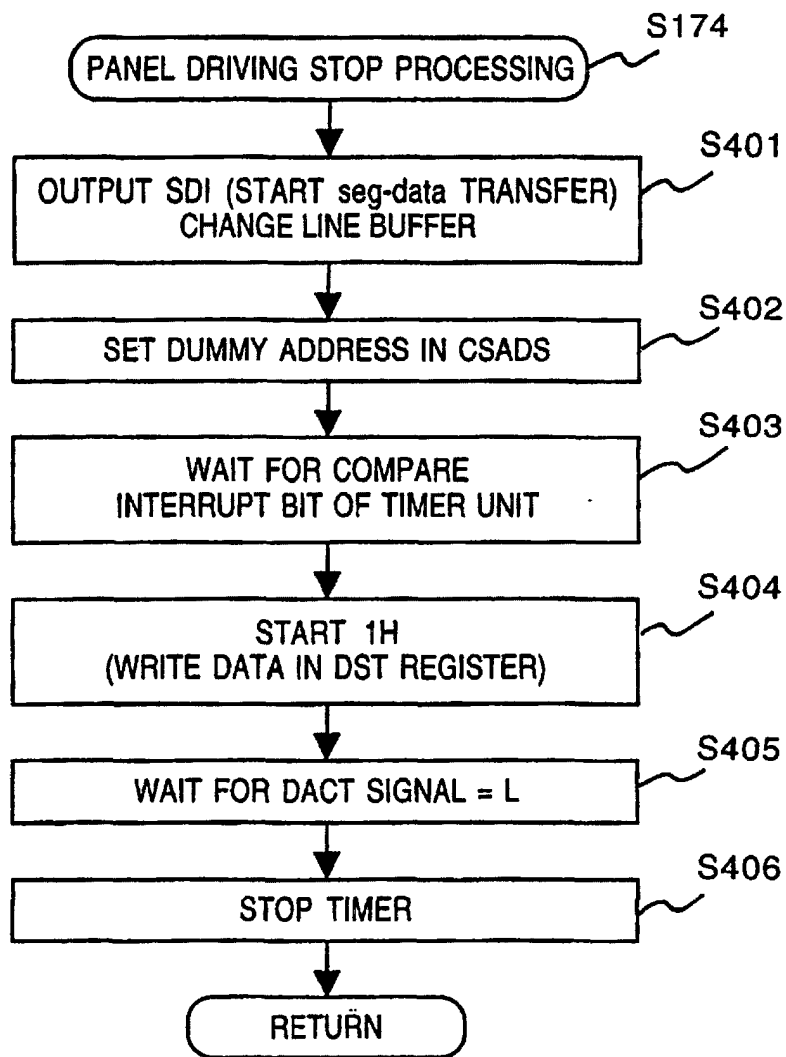 S174
PANEL DRIVING STOP PROCESSING
S401
OUTPUT SDI (START seg-data TRANSFER)
CHANGE LINE BUFFER
S402
SET DUMMY ADDRESS IN CSADS
S403
WAIT FOR COMPARE
INTERRUPT BIT OF TIMER UNIT
S404
START 1H
(WRITE DATA IN DST REGISTER)
S405
WAIT FOR DACT SIGNAL = L
S406
STOP TIMER
RETURN